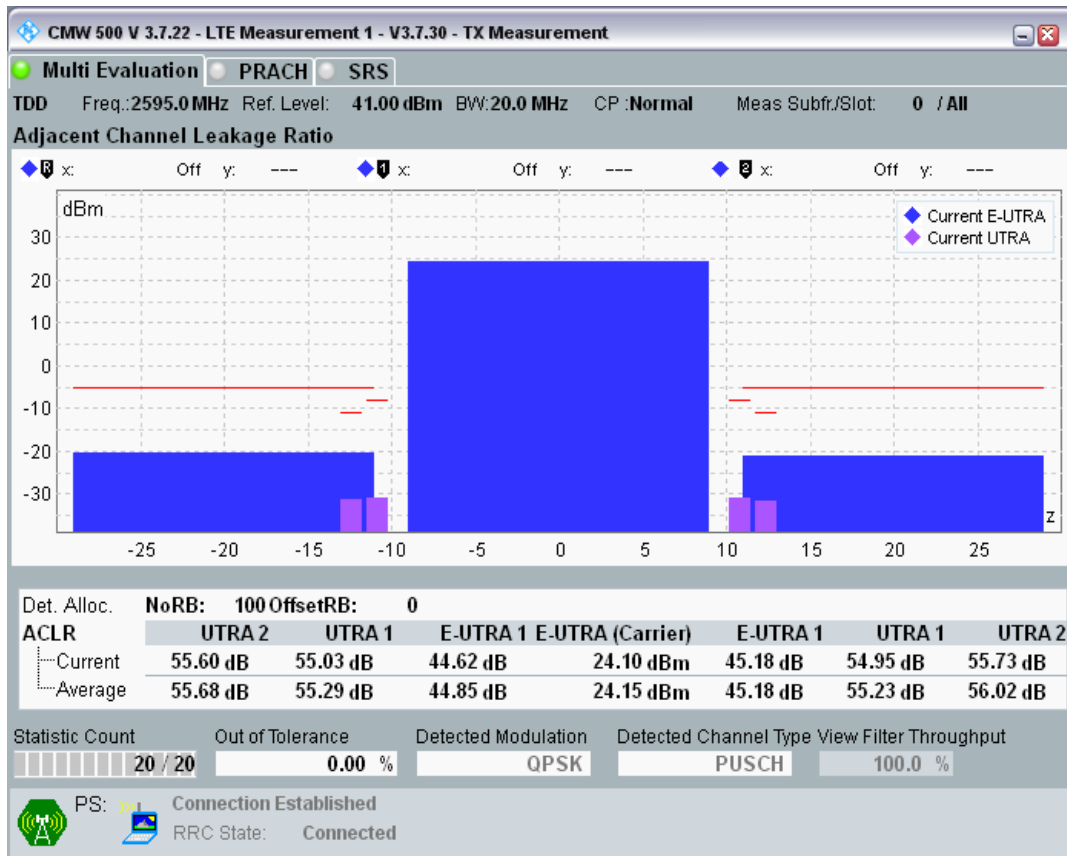 CMW 500 V 3.7.22 - LTE Measurement 1 - V3.7.30 - TX Measurement
Multi Evaluation PRACH SRS
TDD Freq.:2595.0 MHz Ref. Level: 41.00 dBm BW:20.0 MHz CP :Normal Meas Subfr./Slot: 0 / All
Adjacent Channel Leakage Ratio
R x: Off y: --- 1 x: Off y: --- 2 x: Off y: ---
dBm
Current E-UTRA
Current UTRA
30
20
10
0
-10
-20
-30
z
-25 -20 -15 -10 -5 0 5 10 15 20 25
Det. Alloc. NoRB: 100 OffsetRB: 0
ACLR UTRA 2 UTRA 1 E-UTRA 1 E-UTRA (Carrier) E-UTRA 1 UTRA 1 UTRA 2
Current 55.60 dB 55.03 dB 44.62 dB 24.10 dBm 45.18 dB 54.95 dB 55.73 dB
Average 55.68 dB 55.29 dB 44.85 dB 24.15 dBm 45.18 dB 55.23 dB 56.02 dB
Statistic Count Out of Tolerance Detected Modulation Detected Channel Type View Filter Throughput
20 / 20 0.00 % QPSK PUSCH 100.0 %
PS: Connection Established
RRC State: Connected